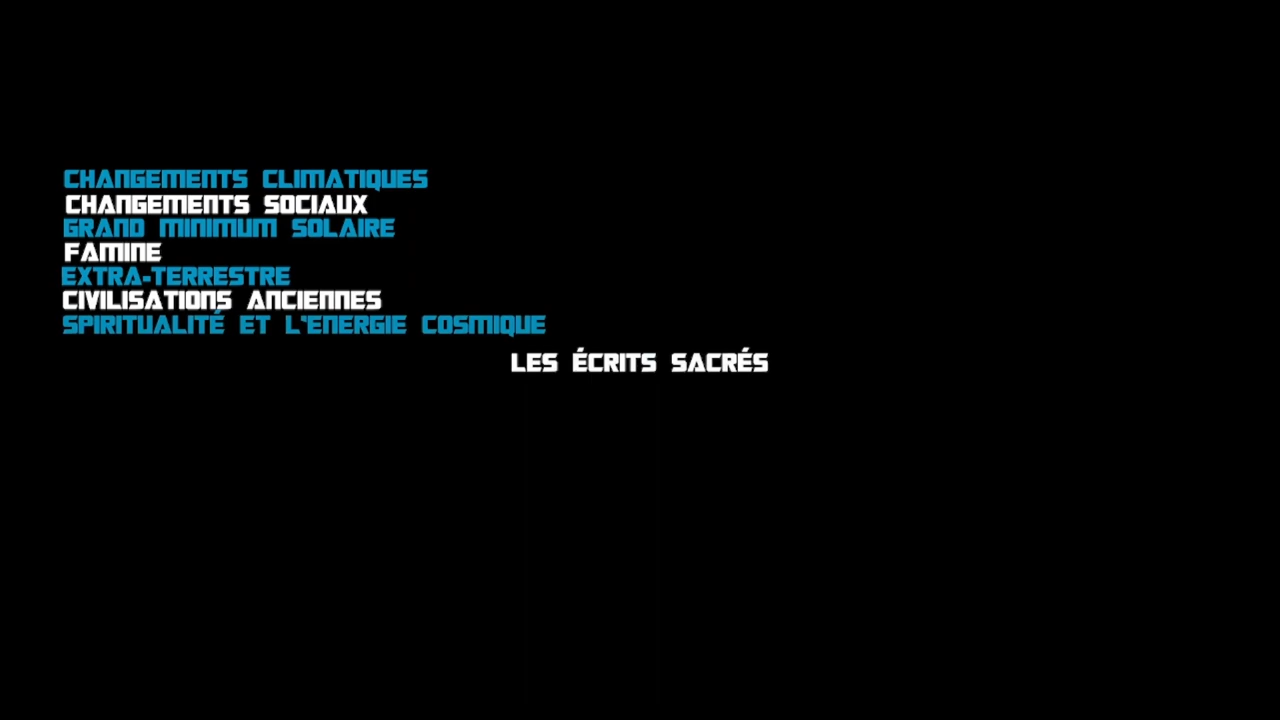 CHANGEMENTS CLIMATIQUES
CHANGEMENTS SOCIAUX
GRAND MINIMUM SOLAIRE
FAMINE
EXTRA-TERRESTRE
CIVILISATIONS ANCIENNES
SPIRITUALITÉ ET L'ENERGIE COSMIQUE
LES ÉCRITS SACRÉS